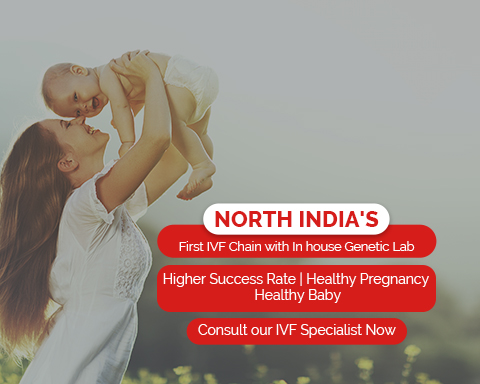 NORTH INDIA'S
First IVF Chain with In house Genetic Lab
Higher Success Rate | Healthy Pregnancy
Healthy Baby
Consult our IVF Specialist Now